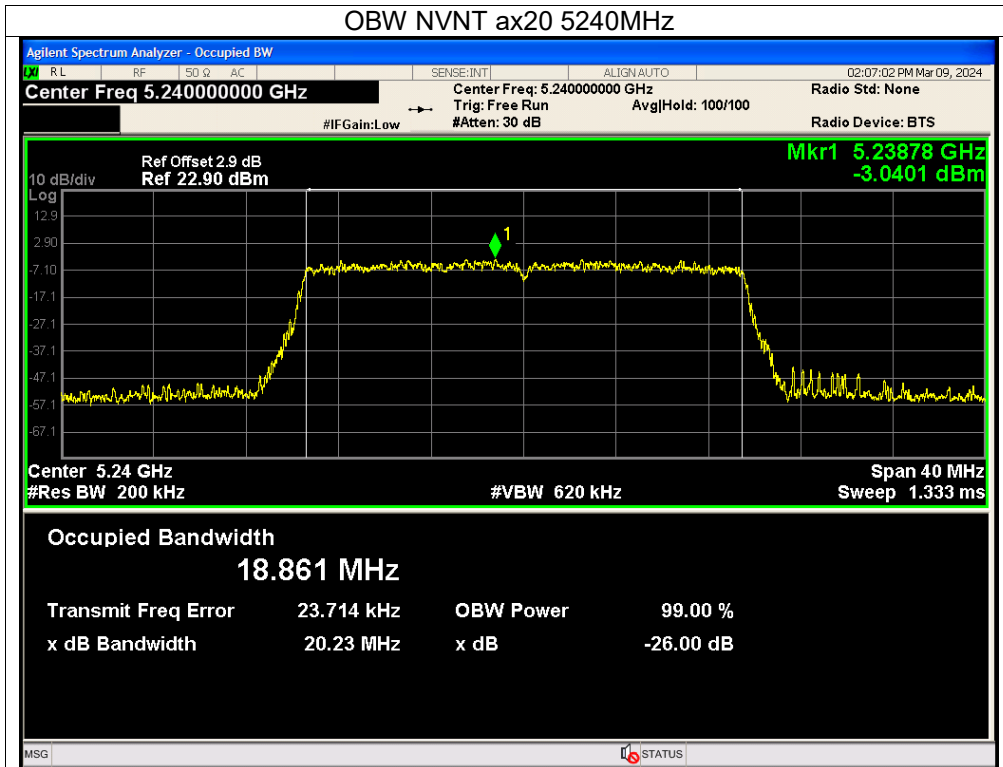 OBW NVNT ax20 5240MHz
Agilent Spectrum Analyzer - Occupied BW
LXI RL RF 50 Ω AC SENSE:INT ALIGN AUTO 02:07:02 PM Mar 09, 2024
Center Freq 5.240000000 GHz Center Freq: 5.240000000 GHz Radio Std: None
Trig: Free Run Avg|Hold: 100/100
#IFGain:Low #Atten: 30 dB Radio Device: BTS
Mkr1 5.23878 GHz
Ref Offset 2.9 dB
10 dB/div Ref 22.90 dBm -3.0401 dBm
Log
12.9
2.90
1
-7.10
-17.1
-27.1
-37.1
-47.1
-57.1
-67.1
Center 5.24 GHz Span 40 MHz
#Res BW 200 kHz #VBW 620 kHz Sweep 1.333 ms
Occupied Bandwidth
18.861 MHz
Transmit Freq Error 23.714 kHz OBW Power 99.00 %
x dB Bandwidth 20.23 MHz x dB -26.00 dB
MSG STATUS